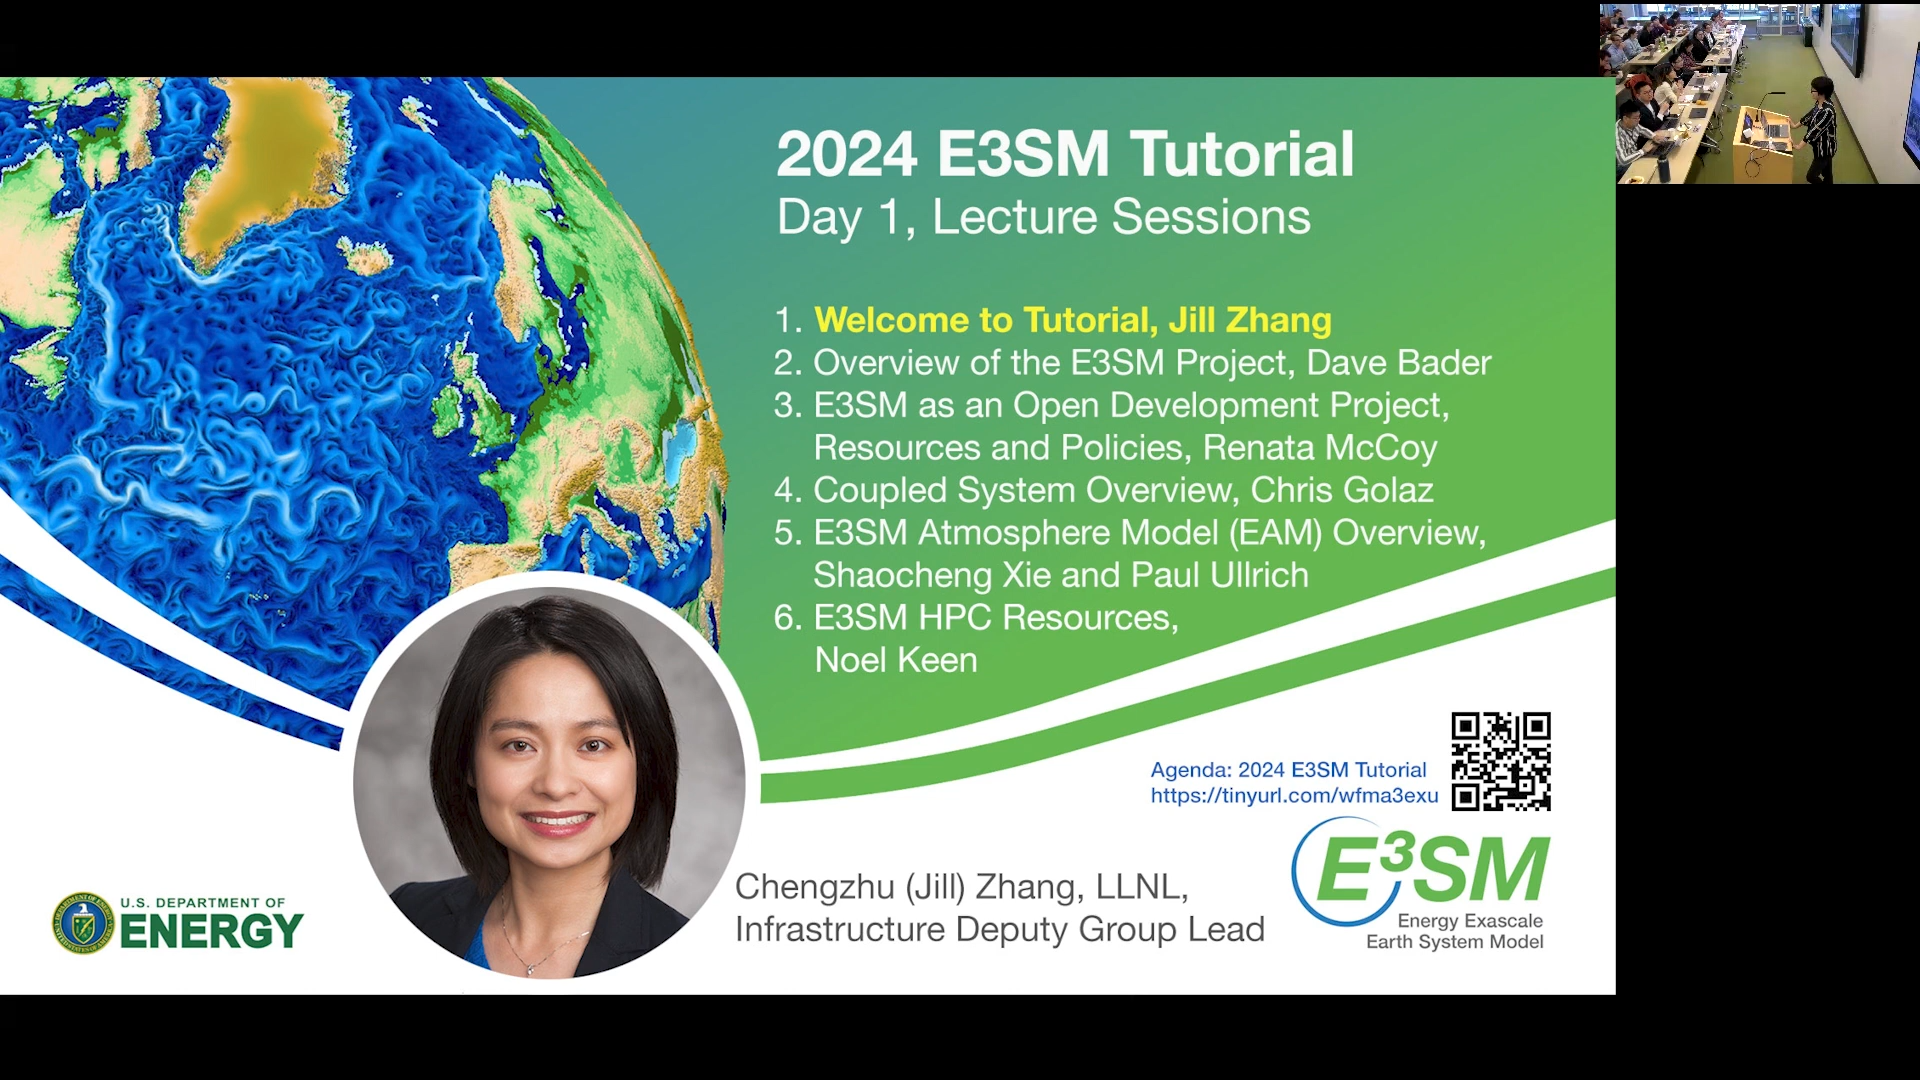 2024 E3SM Tutorial
Day 1, Lecture Sessions
1. Welcome to Tutorial, Jill Zhang
2. Overview of the E3SM Project, Dave Bader
3. E3SM as an Open Development Project,
Resources and Policies, Renata McCoy
4. Coupled System Overview, Chris Golaz
5. E3SM Atmosphere Model (EAM) Overview,
Shaocheng Xie and Paul Ullrich
6. E3SM HPC Resources,
Noel Keen
Agenda: 2024 E3SM Tutorial
https://tinyurl.com/wfma3exu
E³SM
Energy Exascale
Earth System Model
Chengzhu (Jill) Zhang, LLNL,
Infrastructure Deputy Group Lead
U.S. DEPARTMENT OF
ENERGY